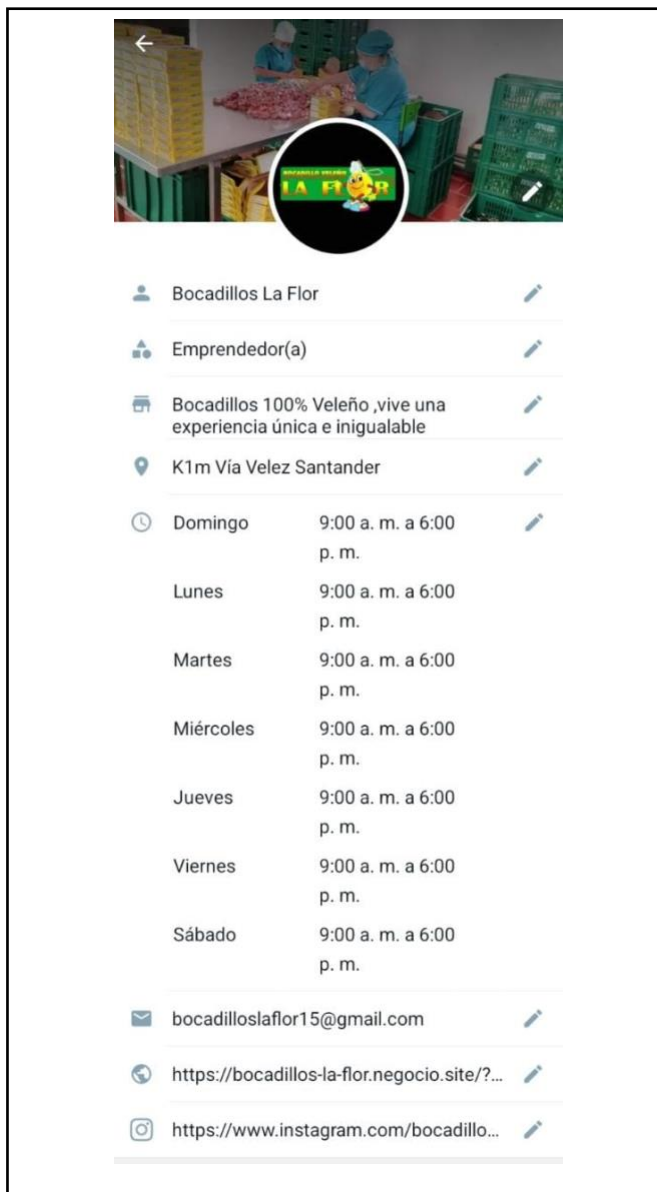 BOCADILLO VELEÑO
LA FLOR
Bocadillos La Flor
Emprendedor(a)
Bocadillos 100% Veleño ,vive una
experiencia única e inigualable
K1m Vía Velez Santander
Domingo 9:00 a. m. a 6:00
p. m.
Lunes 9:00 a. m. a 6:00
p. m.
Martes 9:00 a. m. a 6:00
p. m.
Miércoles 9:00 a. m. a 6:00
p. m.
Jueves 9:00 a. m. a 6:00
p. m.
Viernes 9:00 a. m. a 6:00
p. m.
Sábado 9:00 a. m. a 6:00
p. m.
bocadilloslaflor15@gmail.com
https://bocadillos-la-flor.negocio.site/?...
https://www.instagram.com/bocadillo...